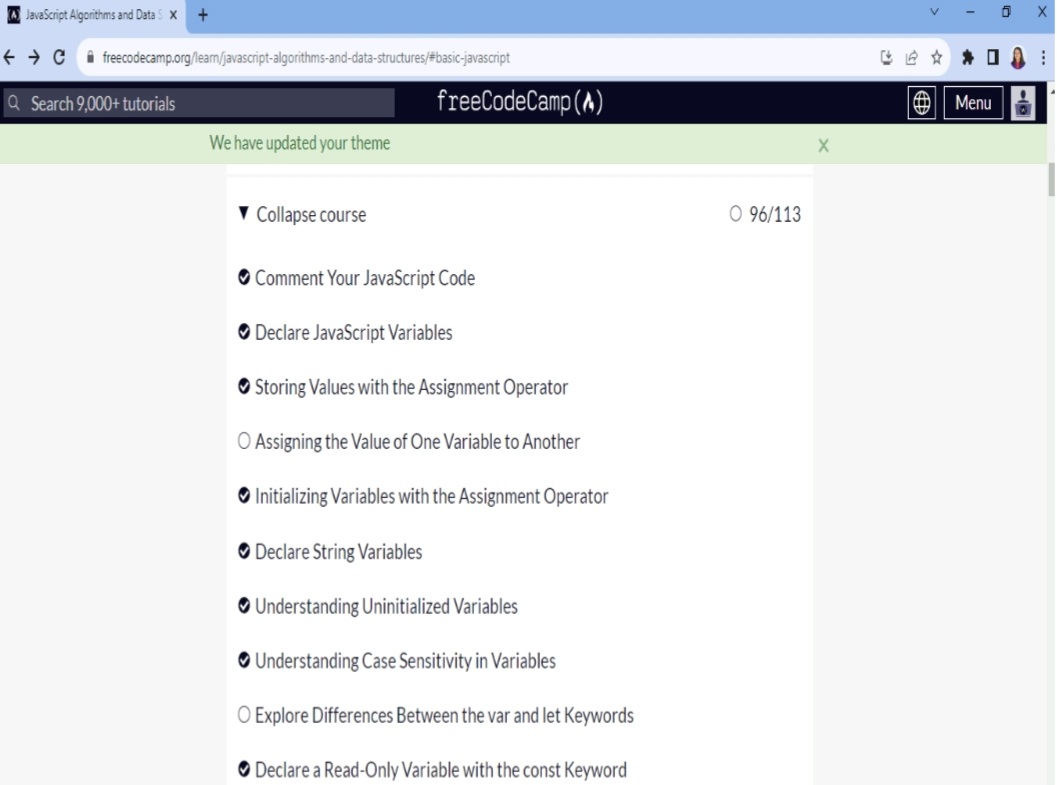 JavaScript Algorithms and Data S
freecodecamp.org/learn/javascript-algorithms-and-data-structures/#basic-javascript
Search 9,000+ tutorials
freeCodeCamp
Menu
We have updated your theme
X
Collapse course 96/113
Comment Your JavaScript Code
Declare JavaScript Variables
Storing Values with the Assignment Operator
Assigning the Value of One Variable to Another
Initializing Variables with the Assignment Operator
Declare String Variables
Understanding Uninitialized Variables
Understanding Case Sensitivity in Variables
Explore Differences Between the var and let Keywords
Declare a Read-Only Variable with the const Keyword